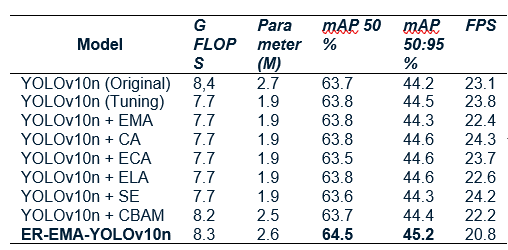 Model G FLOP S Para meter (M) mAP 50 % mAP 50:95 % FPS
YOLOv10n (Original) 8,4 2.7 63.7 44.2 23.1
YOLOv10n (Tuning) 7.7 1.9 63.8 44.5 23.8
YOLOv10n + EMA 7.7 1.9 63.8 44.3 22.4
YOLOv10n + CA 7.7 1.9 63.8 44.6 24.3
YOLOv10n + ECA 7.7 1.9 63.5 44.6 23.7
YOLOv10n + ELA 7.7 1.9 63.8 44.6 22.6
YOLOv10n + SE 7.7 1.9 63.6 44.3 24.2
YOLOv10n + CBAM 8.2 2.5 63.7 44.4 22.2
ER-EMA-YOLOv10n 8.3 2.6 64.5 45.2 20.8